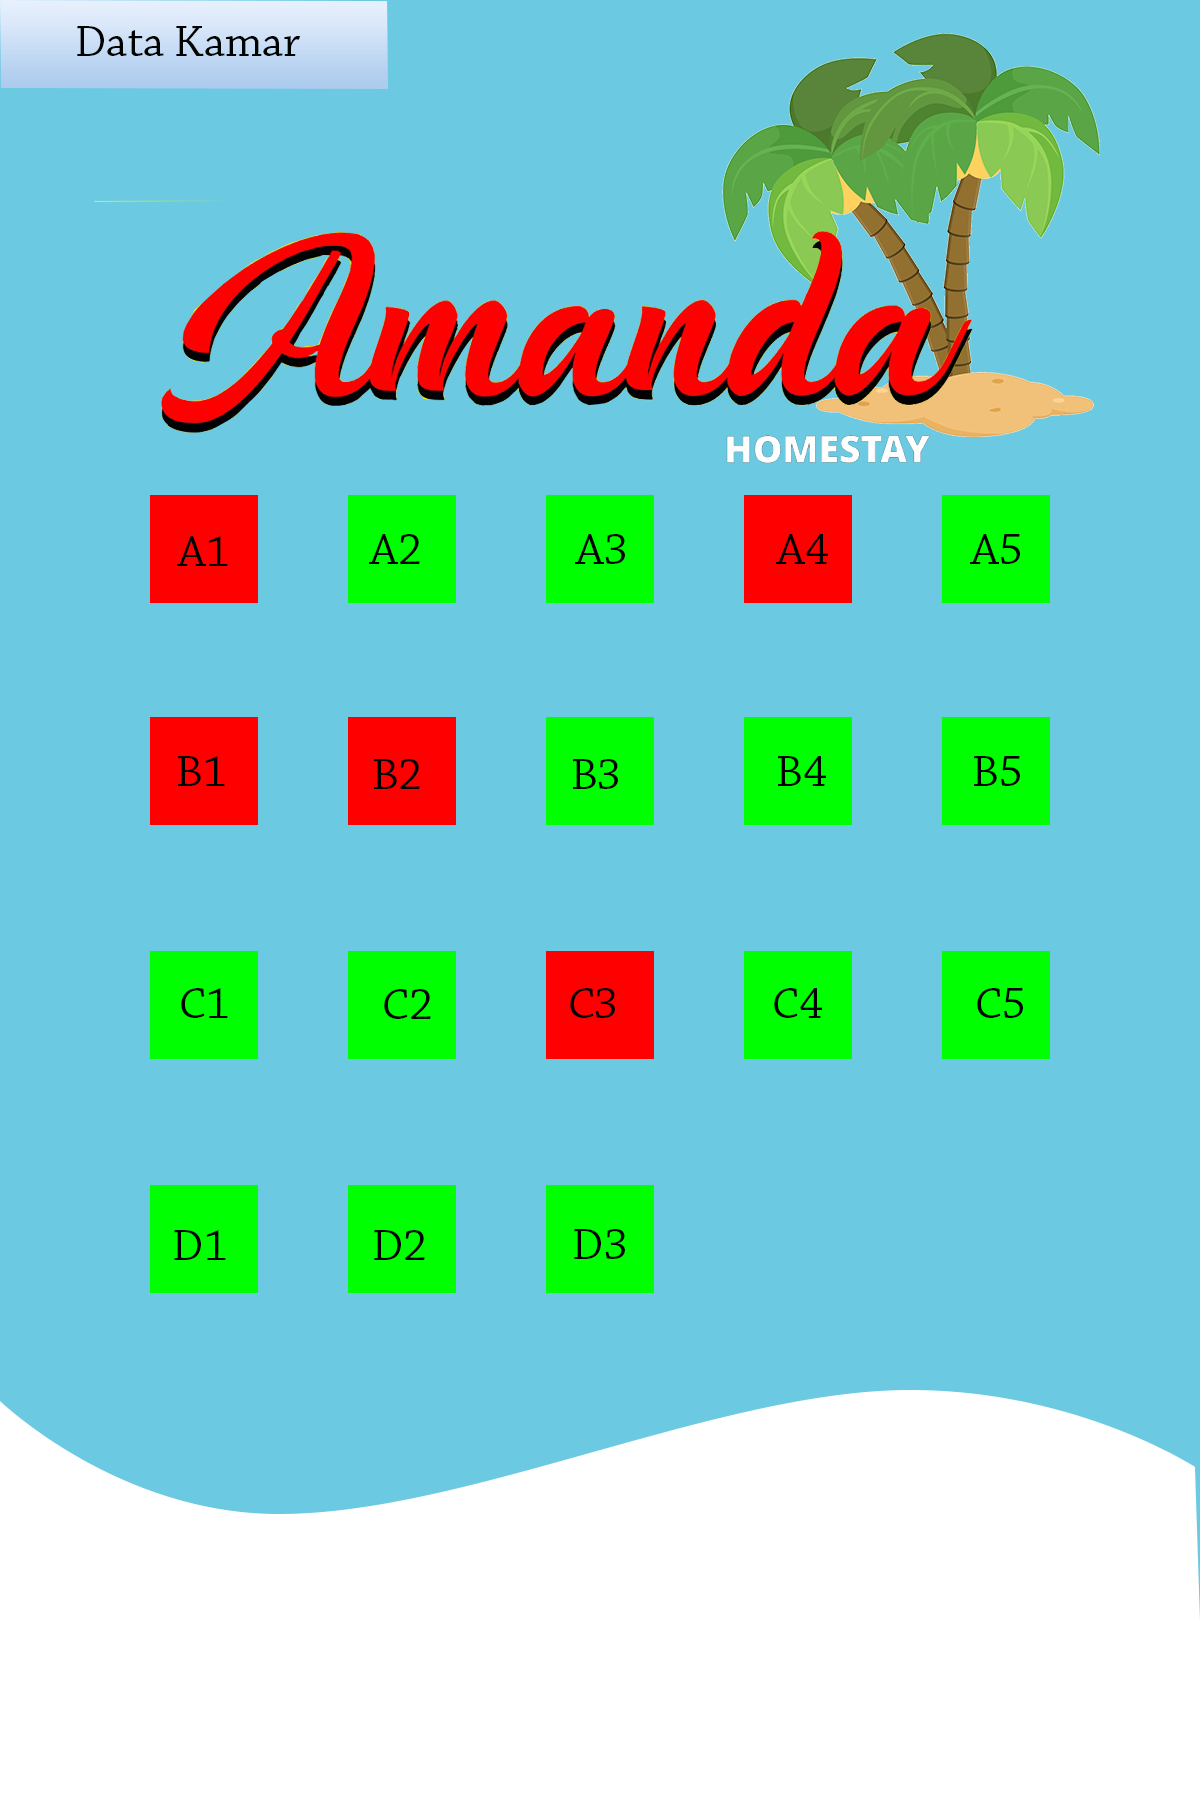 Data Kamar
Amanda
HOMESTAY
A1 A2 A3 A4 A5
B1 B2 B3 B4 B5
C1 C2 C3 C4 C5
D1 D2 D3